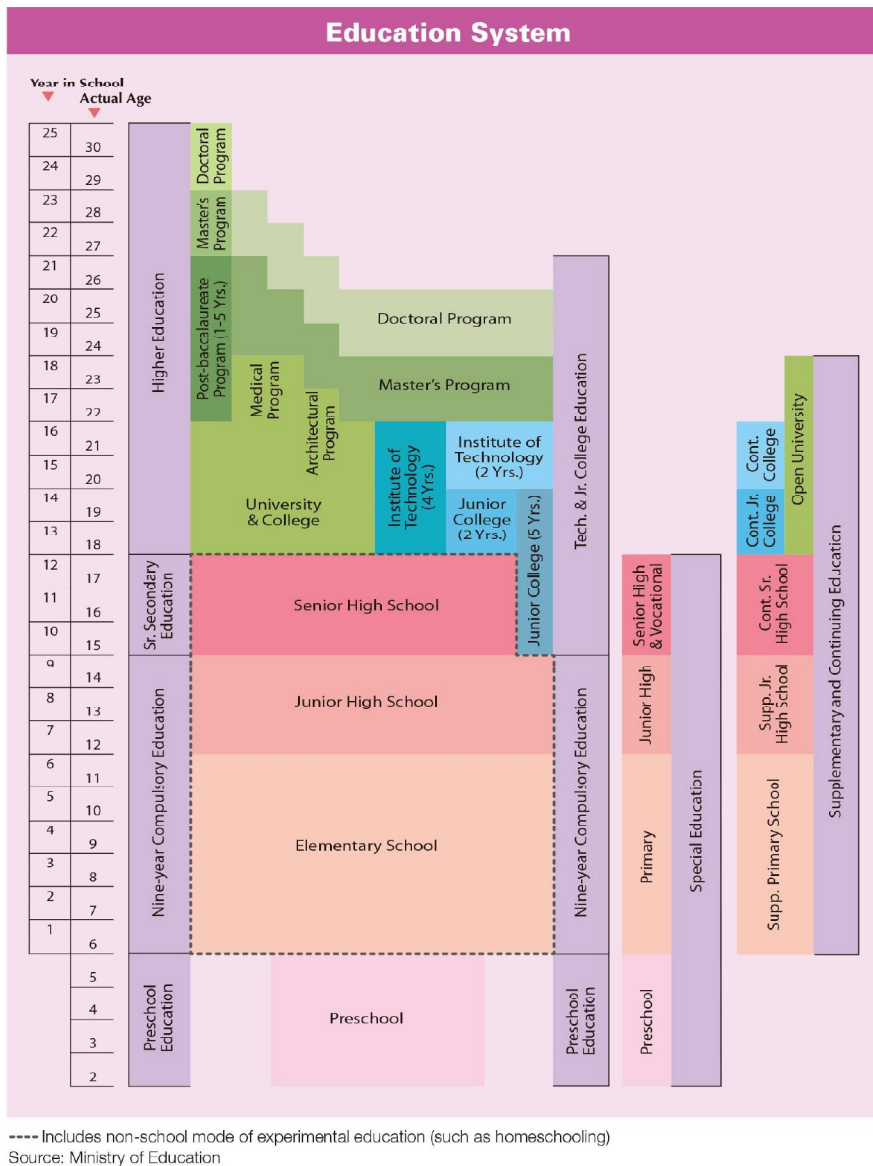 Education System
Year in School
Actual Age
25
30
24
29
23
28
22
27
21
26
20
25
19
24
18
23
17
22
16
21
15
20
14
19
13
18
12
17
11
16
10
15
9
14
8
13
7
12
6
11
5
10
4
9
3
8
2
7
1
6
5
4
3
2
Higher Education
Sr. Secondary
Education
Nine-year Compulsory Education
Preschool
Education
Doctoral
Program
Master's
Program
Post-baccalaureate
Program (1-5 Yrs.)
Medical
Program
Architectural
Program
University
& College
Doctoral Program
Master's Program
Institute of
Technology
(4 Yrs.)
Institute of
Technology
(2 Yrs.)
Junior
College
(2 Yrs.)
Junior College (5 Yrs.)
Senior High School
Junior High School
Elementary School
Preschool
Tech. & Jr. College Education
Nine-year Compulsory Education
Preschool
Education
Senior High
& Vocational
Junior High
Primary
Preschool
Special Education
Cont.
College
Cont. Jr.
College
Open University
Cont. Sr.
High School
Supp. Jr.
High School
Supp. Primary School
Supplementary and Continuing Education
---- Includes non-school mode of experimental education (such as homeschooling)
Source: Ministry of Education